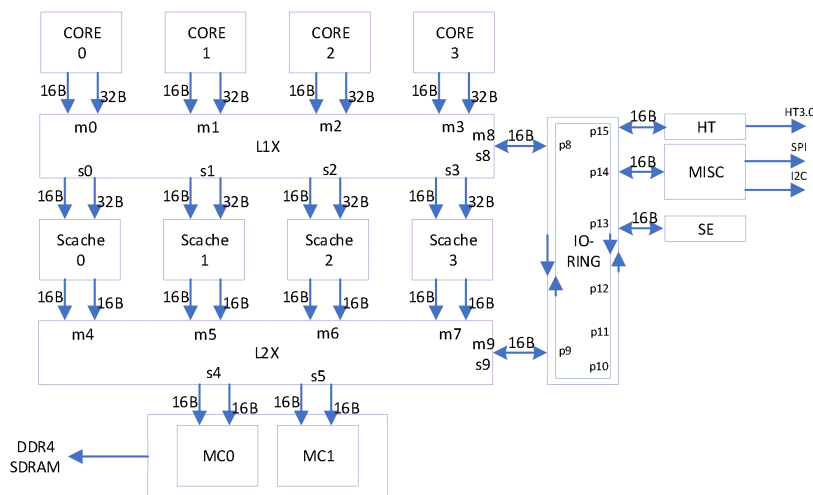 CORE
0
CORE
1
CORE
2
CORE
3
16B
32B
16B
32B
16B
32B
16B
32B
m0
m1
m2
m3
m8
s8
L1X
s0
s1
s2
s3
16B
16B
32B
16B
32B
16B
32B
16B
32B
Scache
0
Scache
1
Scache
2
Scache
3
16B
16B
16B
16B
16B
16B
16B
16B
m4
m5
m6
m7
m9
s9
L2X
s4
s5
16B
16B
16B
16B
16B
MC0
MC1
DDR4
SDRAM
p8
p15
p14
p13
IO-
RING
p12
p11
p9
p10
16B
HT
HT3.0
16B
MISC
SPI
I2C
16B
SE